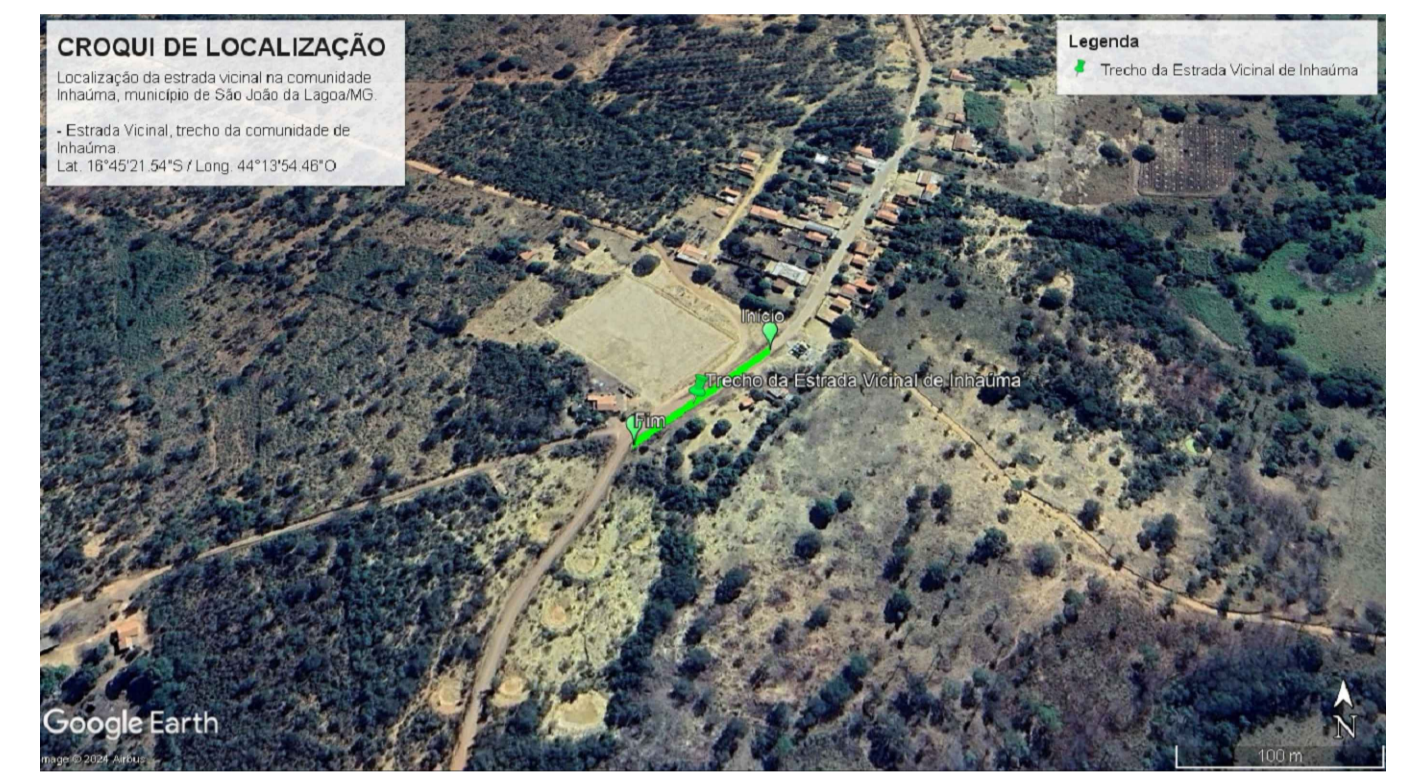 CROQUI DE LOCALIZAÇÃO
Localização da estrada vicinal na comunidade
Inhaúma, município de São João da Lagoa/MG.
- Estrada Vicinal, trecho da comunidade de
Inhaúma.
Lat. 16°45'21.54"S / Long. 44°13'54.46"O
Legenda
Trecho da Estrada Vicinal de Inhaúma
Início
Trecho da Estrada Vicinal de Inhaúma
Fim
Google Earth
mage © 2024 Airbus
N
100 m